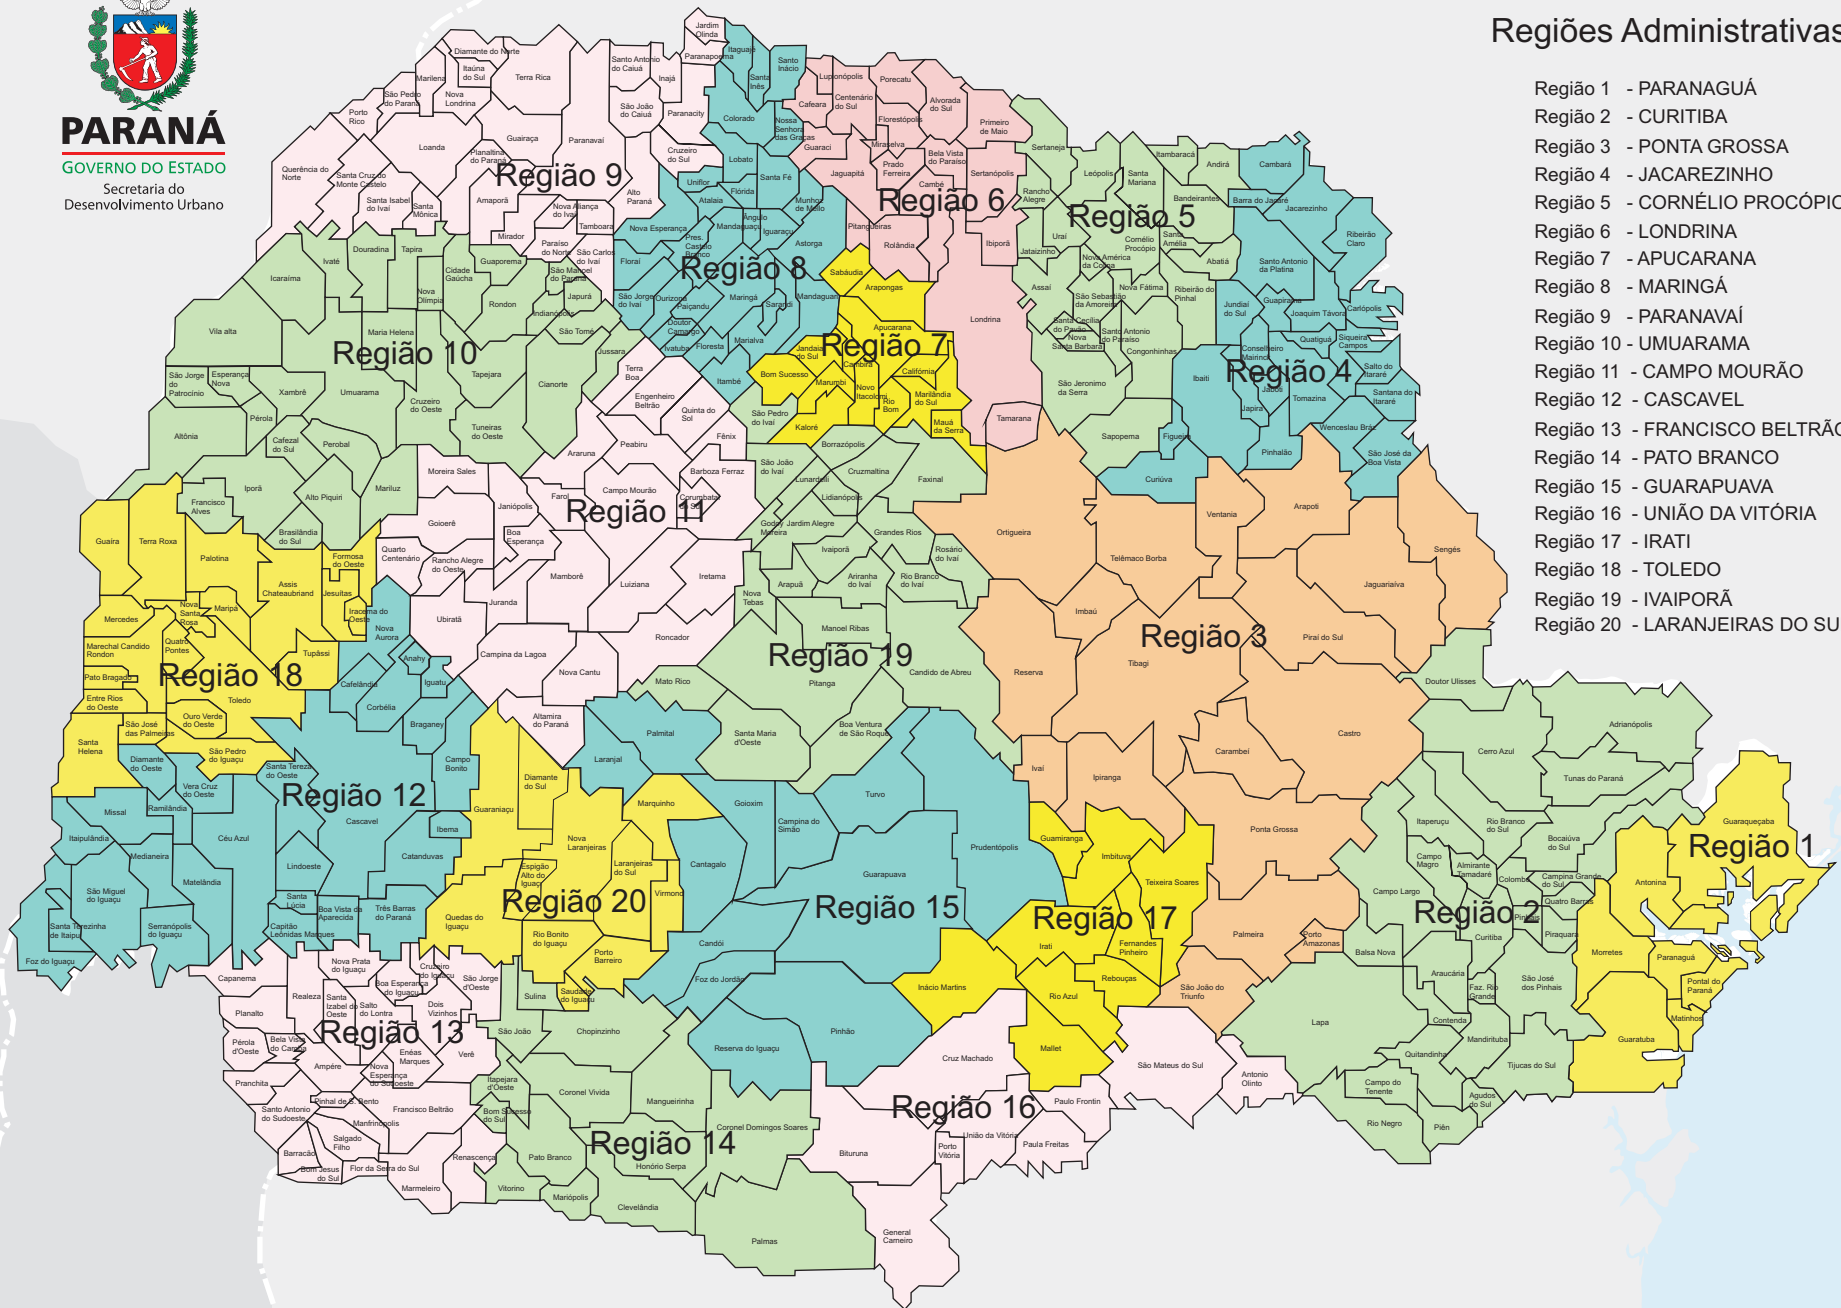 PARANÁ
GOVERNO DO ESTADO
Secretaria do
Desenvolvimento Urbano
Regiões Administrativas
Região 1 - PARANAGUÁ
Região 2 - CURITIBA
Região 3 - PONTA GROSSA
Região 4 - JACAREZINHO
Região 5 - CORNÉLIO PROCÓPIO
Região 6 - LONDRINA
Região 7 - APUCARANA
Região 8 - MARINGÁ
Região 9 - PARANAVAÍ
Região 10 - UMUARAMA
Região 11 - CAMPO MOURÃO
Região 12 - CASCAVEL
Região 13 - FRANCISCO BELTRÃO
Região 14 - PATO BRANCO
Região 15 - GUARAPUAVA
Região 16 - UNIÃO DA VITÓRIA
Região 17 - IRATI
Região 18 - TOLEDO
Região 19 - IVAIPORÃ
Região 20 - LARANJEIRAS DO SU
Região 9
Jardim
Olinda
Diamante do Norte
Itaúna
do Sul
Terra Rica
Santo Antonio
do Caiuá
Paranapoema
Inajá
Marilena
São Pedro
do Paraná
Nova
Londrina
Porto
Rico
São João
do Caiuá
Paranacity
Loanda
Guairaça
Paranavaí
Cruzeiro
do Sul
Planaltina
do Paraná
Querência do
Norte
Santa Cruz do
Monte Castelo
Santa Isabel
do Ivaí
Santa
Mônica
Amaporã
Nova Aliança
do Ivaí
Alto
Paraná
Tamboara
Mirador
Paraíso
do Norte
São Carlos
do Ivaí
Região 8
Itaguajé
Santo
Inácio
Santa
Inês
Colorado
Nossa
Senhora
das Graças
Lobato
Santa Fé
Uniflor
Flórida
Atalaia
Munhoz
de Mello
Ângulo
Mandaguaçu
Iguaraçu
Nova Esperança
Pres.
Castelo
Branco
Astorga
Floraí
São Jorge
do Ivaí
Ourizona
Paiçandu
Maringá
Sarandi
Mandaguari
Doutor
Camargo
Ivatuba
Floresta
Marialva
Itambé
Região 6
Lupionópolis
Porecatu
Cafeara
Centenário
do Sul
Alvorada
do Sul
Florestópolis
Primeiro
de Maio
Guaraci
Miraselva
Bela Vista
do Paraíso
Jaguapitã
Prado
Ferreira
Cambé
Sertanópolis
Pitangueiras
Rolândia
Ibiporã
Londrina
Tamarana
Região 5
Sertaneja
Itambaracá
Andirá
Leópolis
Santa
Mariana
Rancho
Alegre
Bandeirantes
Uraí
Cornélio
Procópio
Santa
Amélia
Jataizinho
Nova América
da Colina
Abatiá
Assaí
Nova Fátima
Ribeirão do
Pinhal
São Sebastião
da Amoreira
Santa Cecília
do Pavão
Nova
Santa Barbara
Santo Antonio
do Paraíso
Congonhinhas
São Jeronimo
da Serra
Sapopema
Região 4
Cambará
Barra do Jacaré
Jacarezinho
Ribeirão
Claro
Santo Antonio
da Platina
Jundiaí
do Sul
Guapirama
Joaquim Távora
Carlópolis
Conselheiro
Mairinck
Quatiguá
Siqueira
Campos
Ibaiti
Jaboti
Salto do
Itararé
Japira
Tomazina
Santana do
Itararé
Wenceslau Bráz
Figueira
Pinhalão
São José da
Boa Vista
Curiúva
Região 7
Sabáudia
Arapongas
Apucarana
Jandaia
do Sul
Cambira
Bom Sucesso
Marumbi
Novo
Itacolomi
Califórnia
Rio
Bom
Marilândia
do Sul
Kaloré
Mauá
da Serra
Região 10
Douradina
Tapira
Ivaté
Icaraíma
Cidade
Gaúcha
Guaporema
São Manoel
do Paraná
Nova
Olímpia
Rondon
Japurá
Indianópolis
Vila alta
Maria Helena
São Tomé
Jussara
São Jorge
do
Patrocínio
Esperança
Nova
Xambrê
Umuarama
Tapejara
Cianorte
Cruzeiro
do Oeste
Pérola
Altônia
Cafezal
do Sul
Perobal
Tuneiras
do Oeste
Iporã
Alto Piquiri
Mariluz
Francisco
Alves
Brasilândia
do Sul
Região 11
Terra
Boa
Engenheiro
Beltrão
Quinta do
Sol
Fênix
Peabiru
Araruna
Moreira Sales
Barboza Ferraz
Farol
Campo Mourão
Corumbataí
do Sul
Janiópolis
Goioerê
Boa
Esperança
Quarto
Centenário
Rancho Alegre
do Oeste
Mamborê
Luiziana
Iretama
Juranda
Ubiratã
Roncador
Campina da Lagoa
Nova Cantu
Altamira
do Paraná
Região 19
São Pedro
do Ivaí
Borrazópolis
São João
do Ivaí
Cruzmaltina
Faxinal
Lunardelli
Lidianópolis
Godoy
Moreira
Jardim Alegre
Grandes Rios
Ivaiporã
Rosário
do Ivaí
Arapuã
Ariranha
do Ivaí
Rio Branco
do Ivaí
Nova
Tebas
Manoel Ribas
Candido de Abreu
Pitanga
Mato Rico
Santa Maria
d'Oeste
Boa Ventura
de São Roque
Região 3
Ortigueira
Ventania
Arapoti
Sengés
Telêmaco Borba
Jaguariaíva
Imbaú
Piraí do Sul
Tibagi
Reserva
Castro
Carambeí
Ivaí
Ipiranga
Ponta Grossa
Palmeira
Porto
Amazonas
São João do
Triunfo
Região 18
Guaíra
Terra Roxa
Palotina
Formosa
do Oeste
Assis
Chateaubriand
Jesuítas
Nova
Santa
Rosa
Maripá
Iracema do
Oeste
Mercedes
Marechal Candido
Rondon
Quatro
Pontes
Tupãssi
Pato Bragado
Toledo
Entre Rios
do Oeste
Ouro Verde
do Oeste
São José
das Palmeiras
Santa
Helena
São Pedro
do Iguaçu
Região 12
Nova
Aurora
Anahy
Cafelândia
Iguatu
Corbélia
Braganey
Campo
Bonito
Diamante
do Oeste
Vera Cruz
do Oeste
Santa Tereza
do Oeste
Missal
Ramilândia
Cascavel
Ibema
Itaipulândia
Céu Azul
Medianeira
Catanduvas
Lindoeste
Matelândia
São Miguel
do Iguaçu
Santa
Lúcia
Boa Vista da
Aparecida
Três Barras
do Paraná
Santa Terezinha
de Itaipu
Serranópolis
do Iguaçu
Capitão
Leônidas Marques
Foz do Iguaçu
Região 20
Diamante
do Sul
Guaraniaçu
Marquinho
Nova
Laranjeiras
Laranjeiras
do Sul
Espigão
Alto do
Iguaçu
Virmond
Quedas do
Iguaçu
Rio Bonito
do Iguaçu
Porto
Barreiro
Saudade
do Iguaçu
Região 15
Palmital
Laranjal
Goioxim
Turvo
Campina do
Simão
Prudentópolis
Cantagalo
Guarapuava
Candói
Foz do Jordão
Pinhão
Reserva do Iguaçu
Região 17
Guamiranga
Imbituva
Teixeira Soares
Irati
Fernandes
Pinheiro
Inácio Martins
Rio Azul
Rebouças
Mallet
Região 2
Doutor Ulisses
Adrianópolis
Cerro Azul
Tunas do Paraná
Itaperuçu
Rio Branco
do Sul
Bocaiúva
do Sul
Campo
Magro
Almirante
Tamadaré
Colombo
Campina Grande
do Sul
Campo Largo
Quatro Barras
Pinhais
Piraquara
Curitiba
Balsa Nova
Araucária
Faz. Rio
Grande
São José
dos Pinhais
Lapa
Contenda
Mandirituba
Quitandinha
Tijucas do Sul
Campo do
Tenente
Agudos
do Sul
Rio Negro
Piên
Região 1
Guaraqueçaba
Antonina
Morretes
Paranaguá
Pontal do
Paraná
Matinhos
Guaratuba
Região 13
Capanema
Nova Prata
do Iguaçu
Cruzeiro
do Iguaçu
São Jorge
d'Oeste
Realeza
Boa Esperança
do Iguaçu
Planalto
Santa
Izabel do
Oeste
Salto
do Lontra
Dois
Vizinhos
Pérola
d'Oeste
Bela Vista
do Caroba
Enéas
Marques
Verê
Ampére
Nova
Esperança
do Sudoeste
Pranchita
Pinhal de S. Bento
Santo Antonio
do Sudoeste
Francisco Beltrão
Manfrinópolis
Salgado
Filho
Barracão
Bom Jesus
do Sul
Flor da Serra do Sul
Renascença
Marmeleiro
Região 14
Sulina
São João
Chopinzinho
Itapejara
d'Oeste
Coronel Vivida
Bom Sucesso
do Sul
Mangueirinha
Coronel Domingos Soares
Pato Branco
Honório Serpa
Vitorino
Mariópolis
Clevelândia
Palmas
Região 16
Cruz Machado
São Mateus do Sul
Antonio
Olinto
Paulo Frontin
União da Vitória
Paula Freitas
Bituruna
Porto
Vitória
General
Carneiro